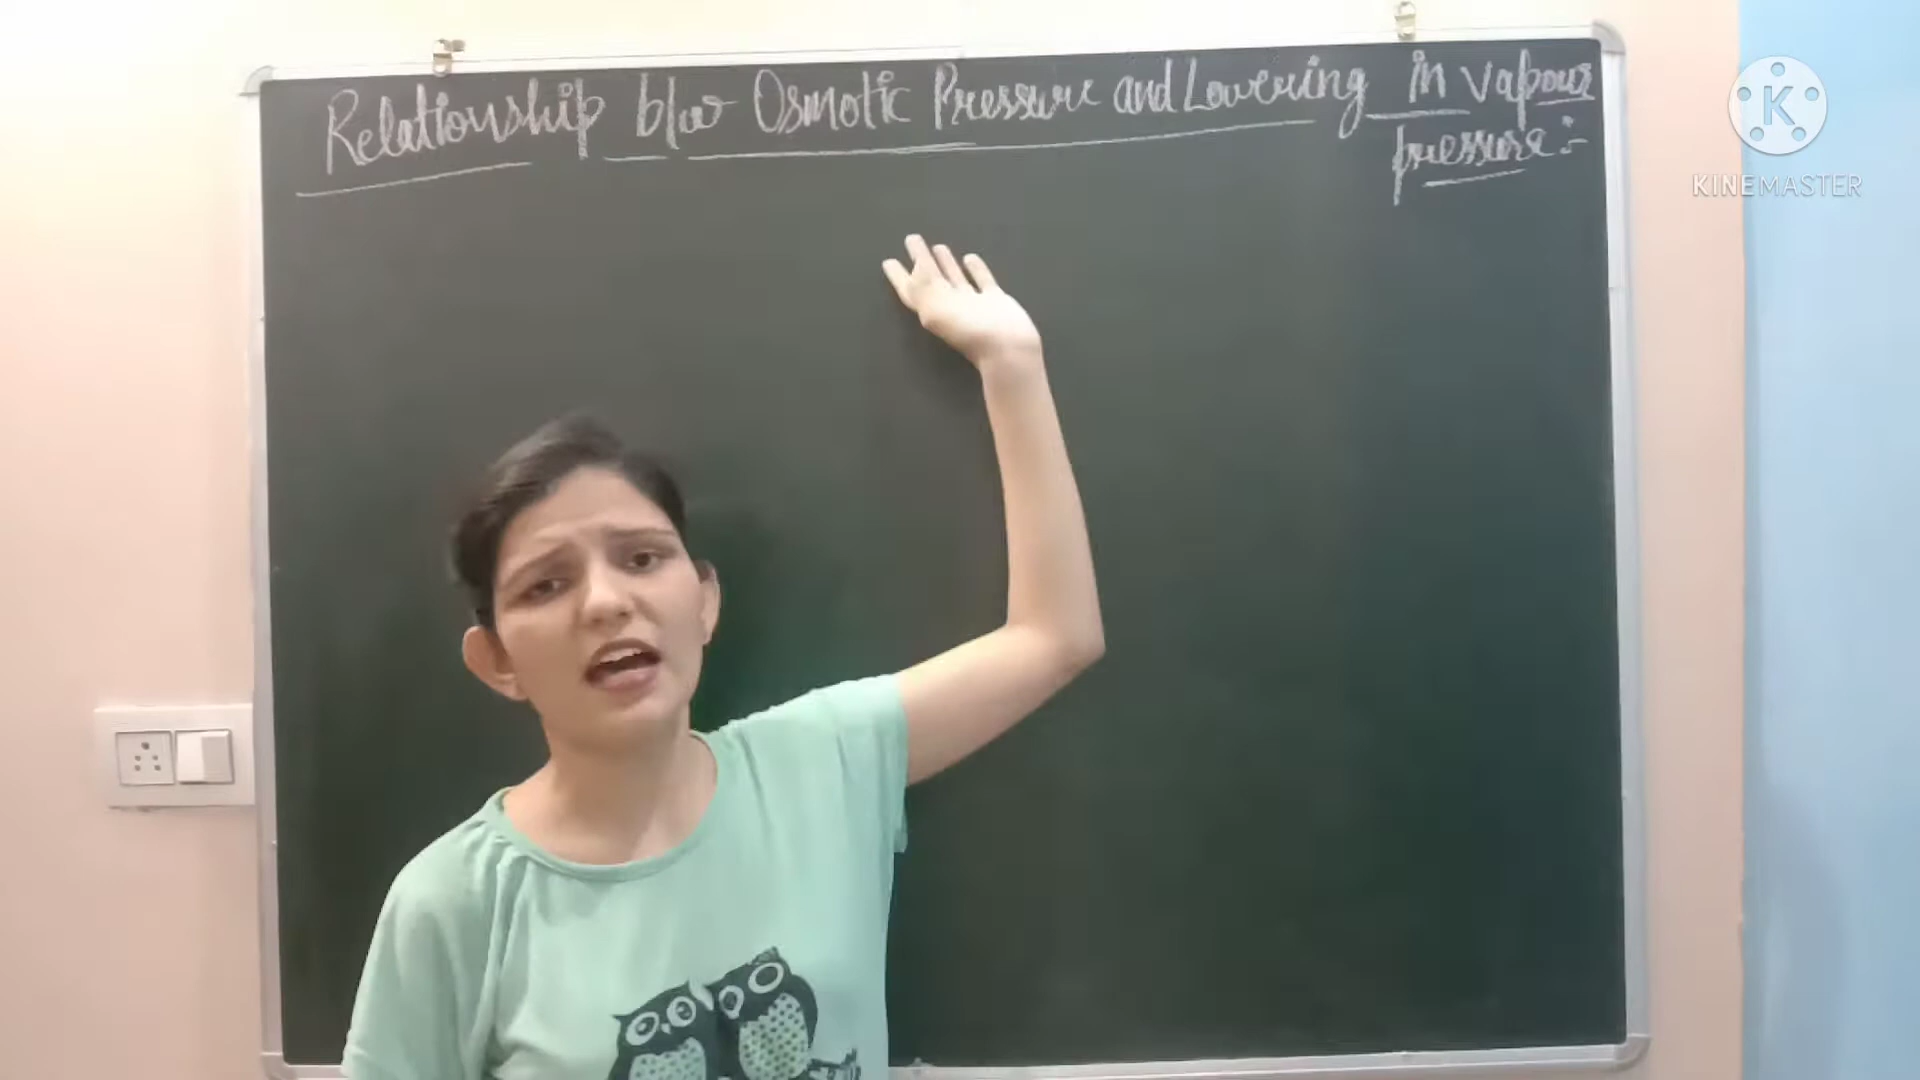 Relationship b/w Osmotic Pressure and Lowering in vapour
pressure :-
K
KINEMASTER